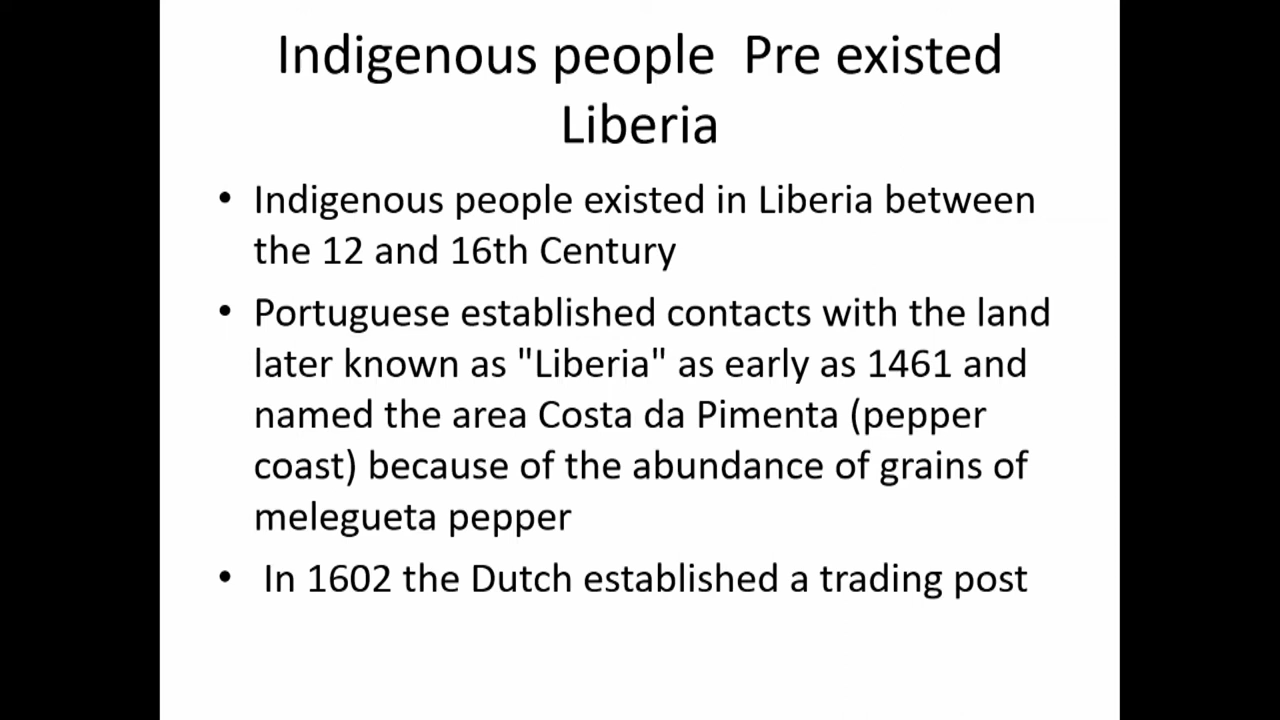 Indigenous people  Pre existed
Liberia
• Indigenous people existed in Liberia between
the 12 and 16th Century
• Portuguese established contacts with the land
later known as "Liberia" as early as 1461 and
named the area Costa da Pimenta (pepper
coast) because of the abundance of grains of
melegueta pepper
•  In 1602 the Dutch established a trading post